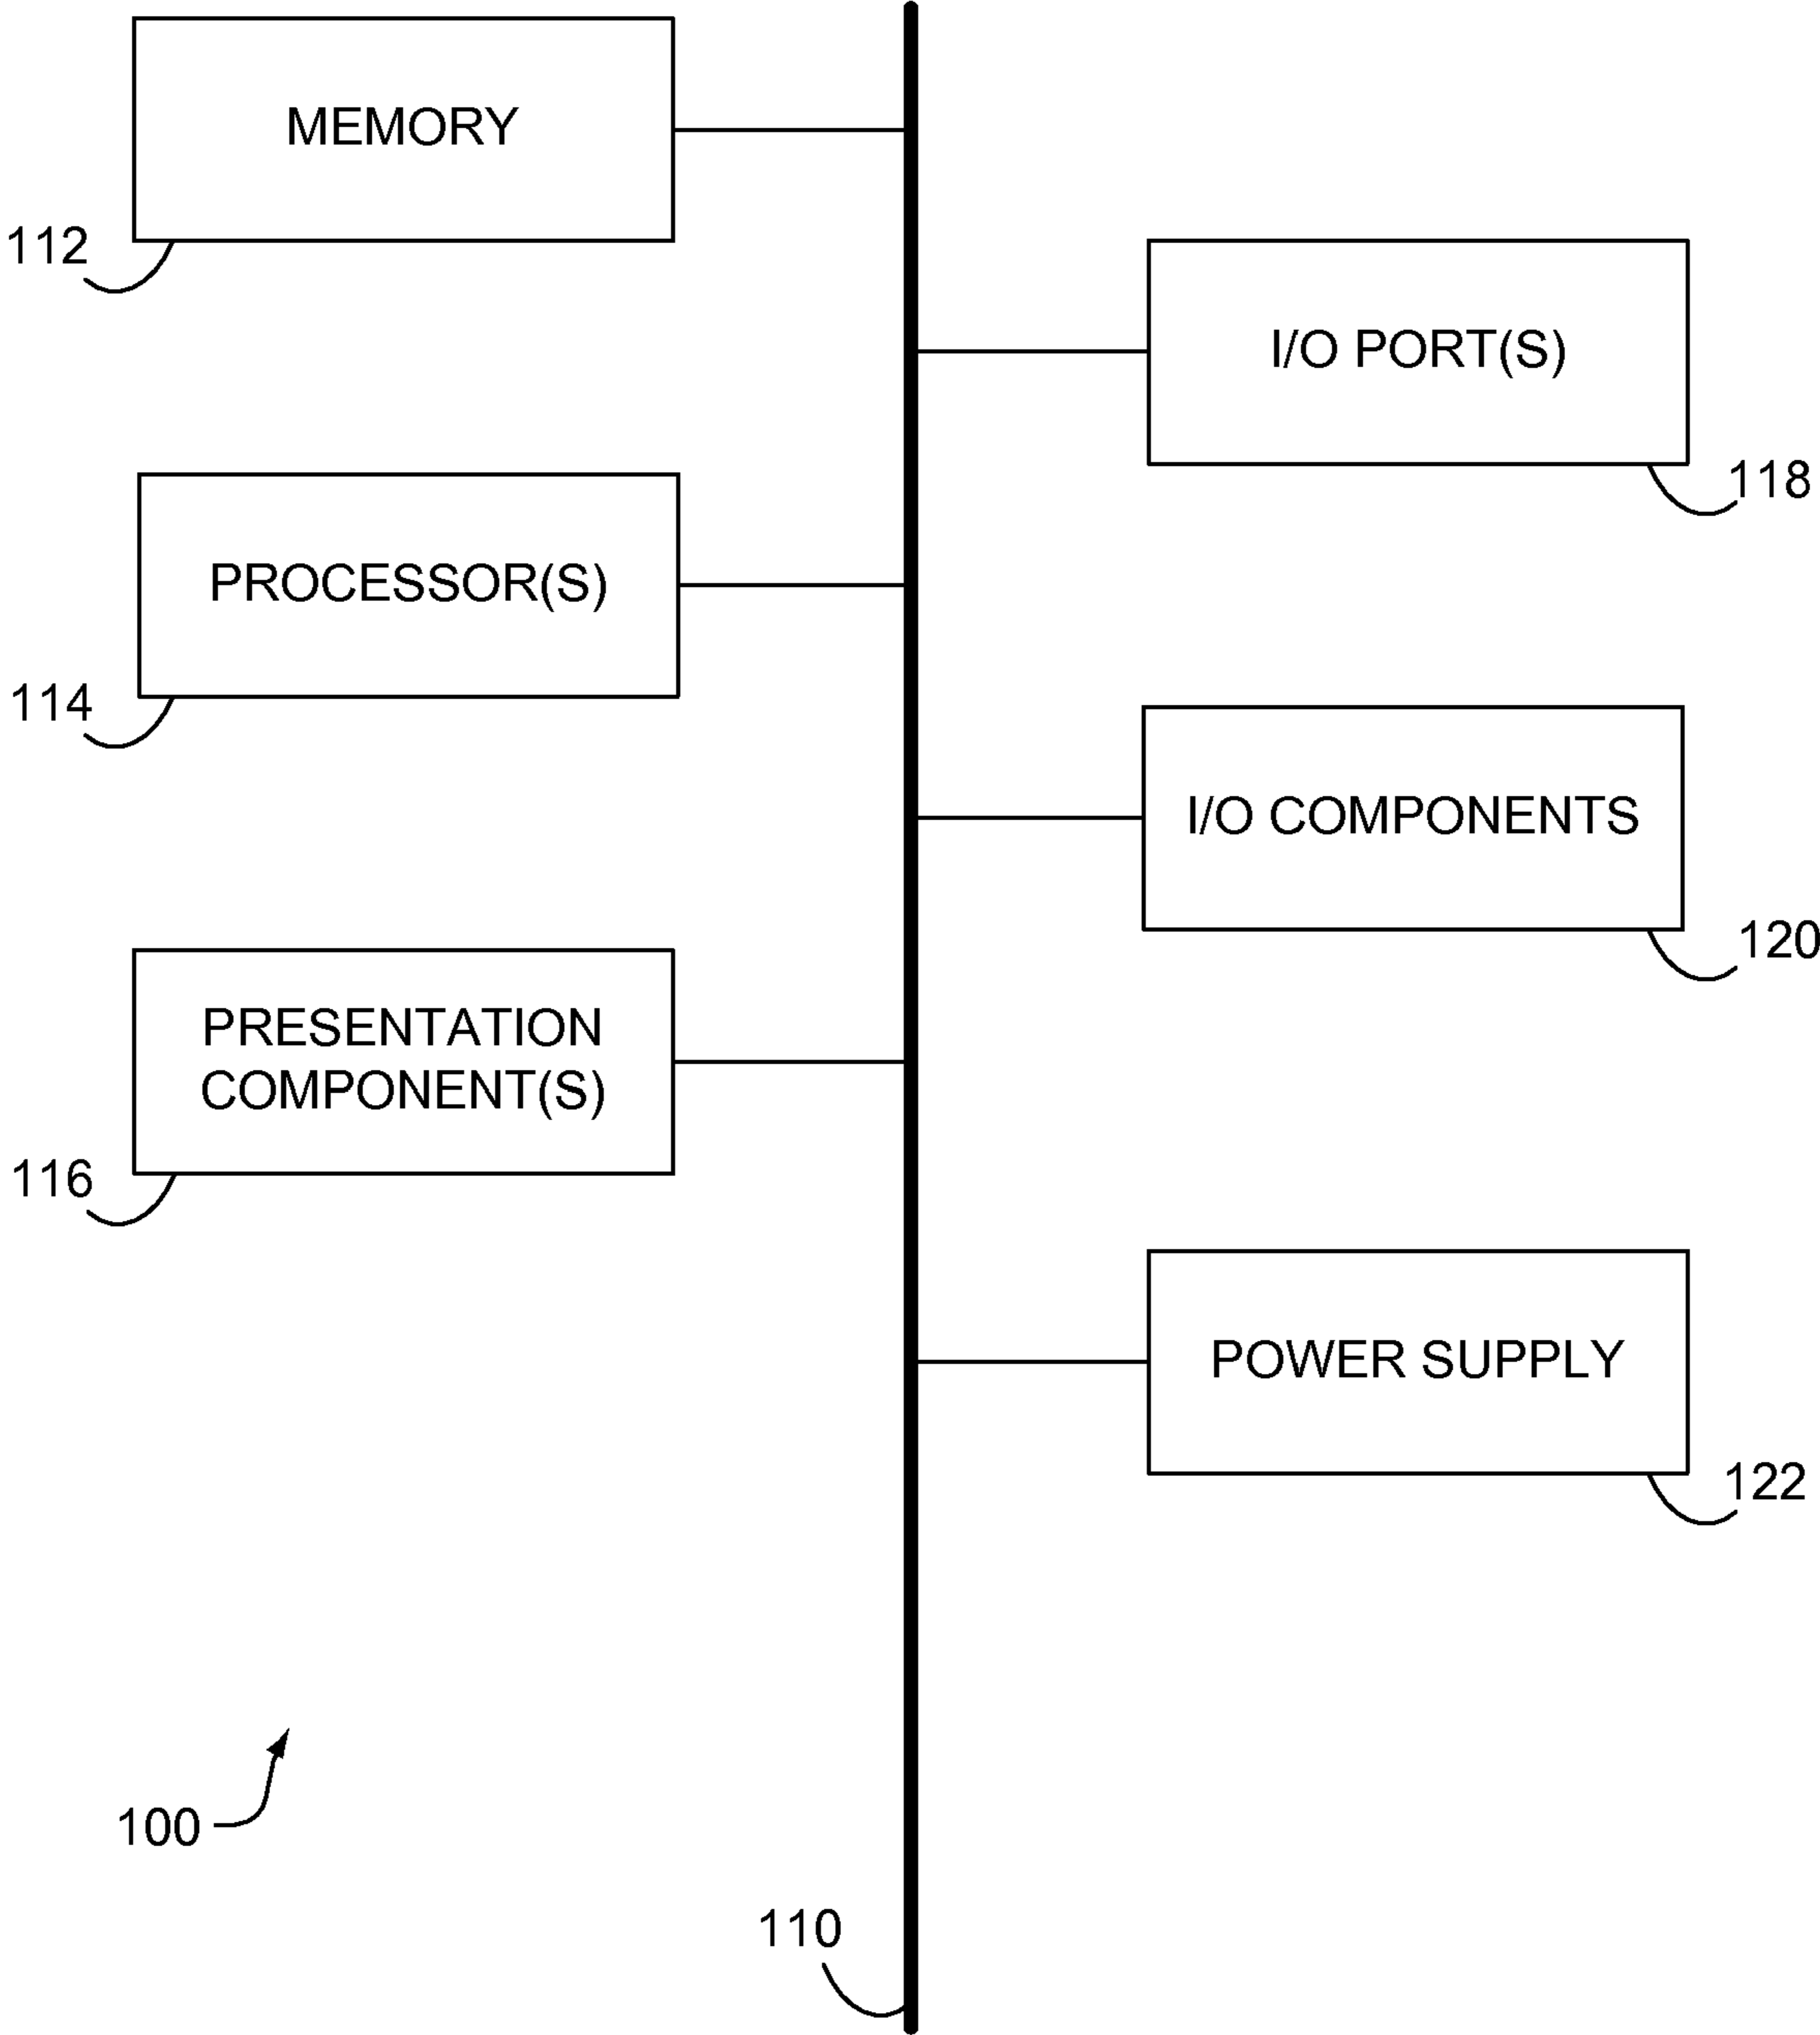 MEMORY
112
I/O PORT(S)
118
PROCESSOR(S)
114
I/O COMPONENTS
120
PRESENTATION
COMPONENT(S)
116
POWER SUPPLY
122
100
110